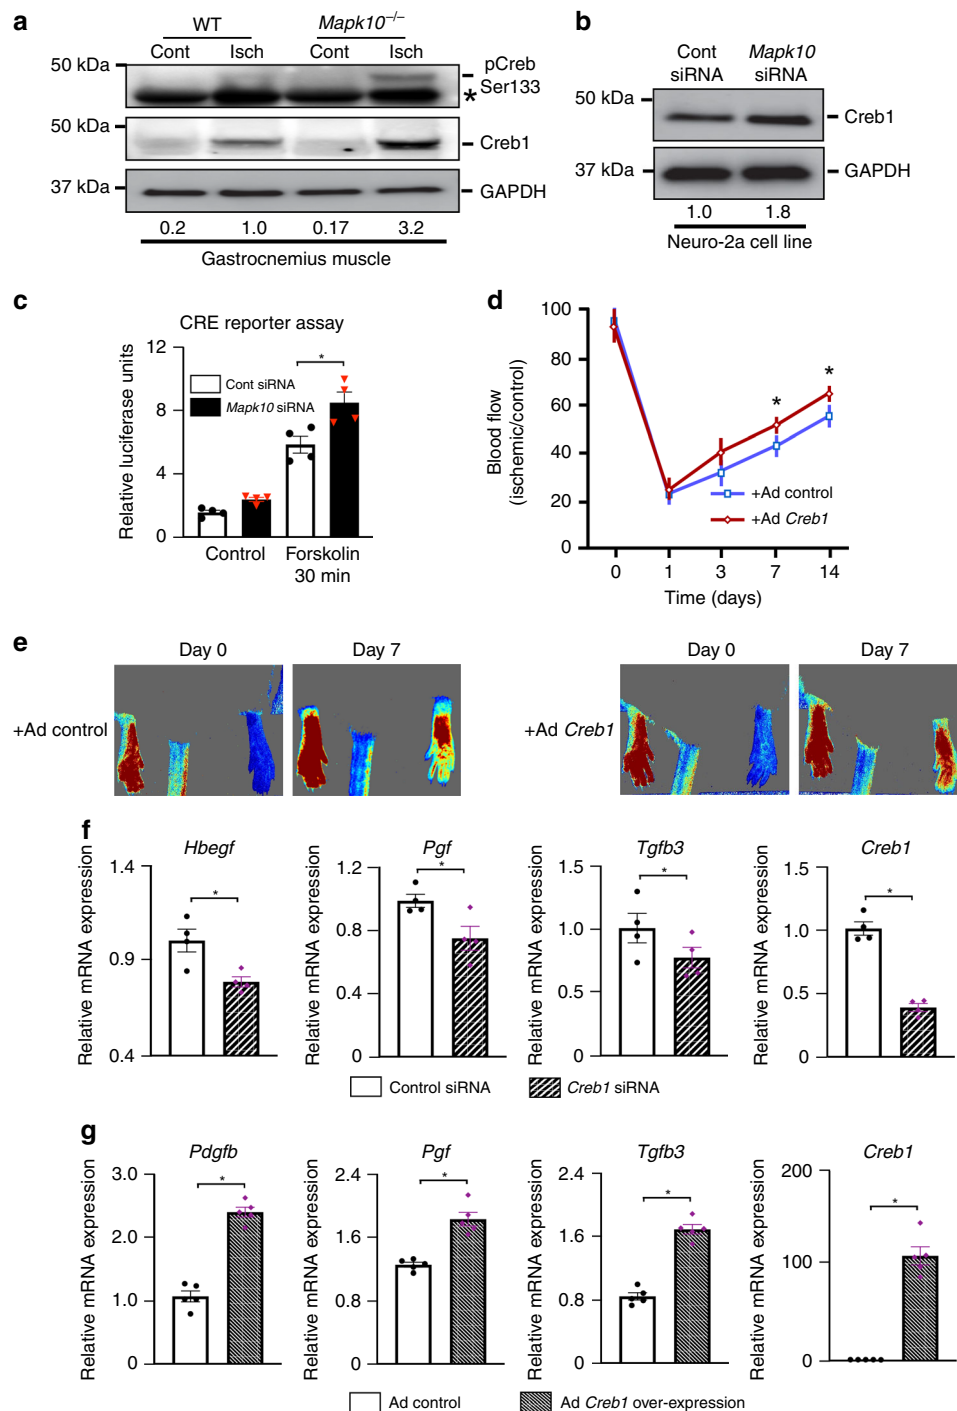 a
WT
Mapk10−/−
Cont
Isch
Cont
Isch
50 kDa
pCreb
Ser133
*
50 kDa
Creb1
37 kDa
GAPDH
0.2
1.0
0.17
3.2
Gastrocnemius muscle
b
Cont
siRNA
Mapk10
siRNA
50 kDa
Creb1
37 kDa
GAPDH
1.0
1.8
Neuro-2a cell line
c
CRE reporter assay
Relative luciferase units
12
8
4
0
Cont siRNA
Mapk10 siRNA
*
Control
Forskolin
30 min
d
Blood flow
(ischemic/control)
100
80
60
40
20
0
*
*
+Ad control
+Ad Creb1
0
1
3
7
14
Time (days)
e
Day 0
Day 7
Day 0
Day 7
+Ad control
+Ad Creb1
f
Hbegf
Relative mRNA expression
1.4
0.9
0.4
*
Pgf
Relative mRNA expression
1.2
0.8
0.4
0
*
Tgfb3
Relative mRNA expression
1.5
1.0
0.5
0
*
Creb1
Relative mRNA expression
1.5
1.0
0.5
0
*
Control siRNA
Creb1 siRNA
g
Pdgfb
Relative mRNA expression
3.0
2.0
1.0
0
*
Pgf
Relative mRNA expression
2.4
1.6
0.8
0
*
Tgfb3
Relative mRNA expression
2.4
1.6
0.8
0
*
Creb1
Relative mRNA expression
200
100
0
*
Ad control
Ad Creb1 over-expression